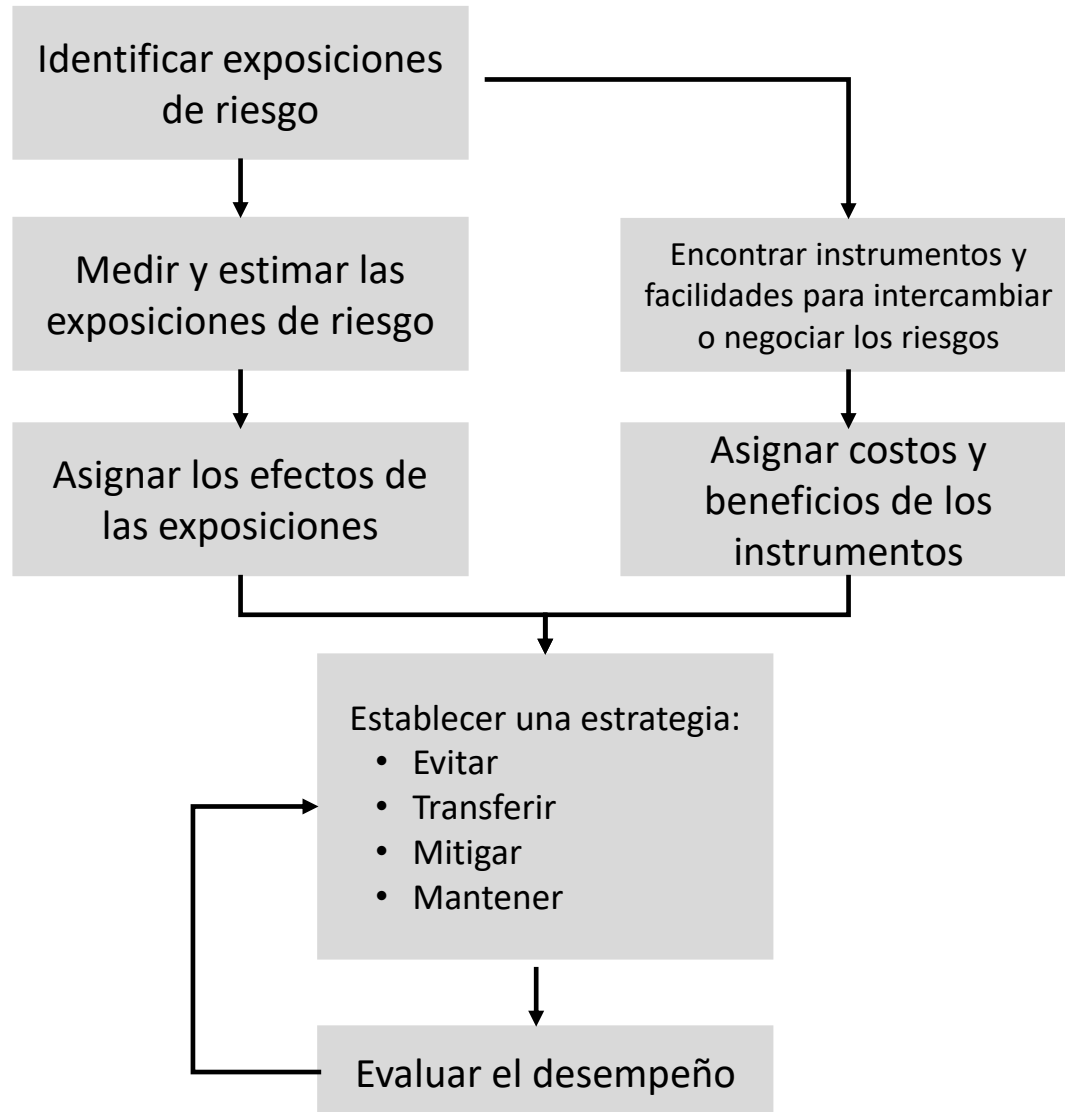 Identificar exposiciones
de riesgo
Medir y estimar las
exposiciones de riesgo
Encontrar instrumentos y
facilidades para intercambiar
o negociar los riesgos
Asignar los efectos de
las exposiciones
Asignar costos y
beneficios de los
instrumentos
Establecer una estrategia:
• Evitar
• Transferir
• Mitigar
• Mantener
Evaluar el desempeño